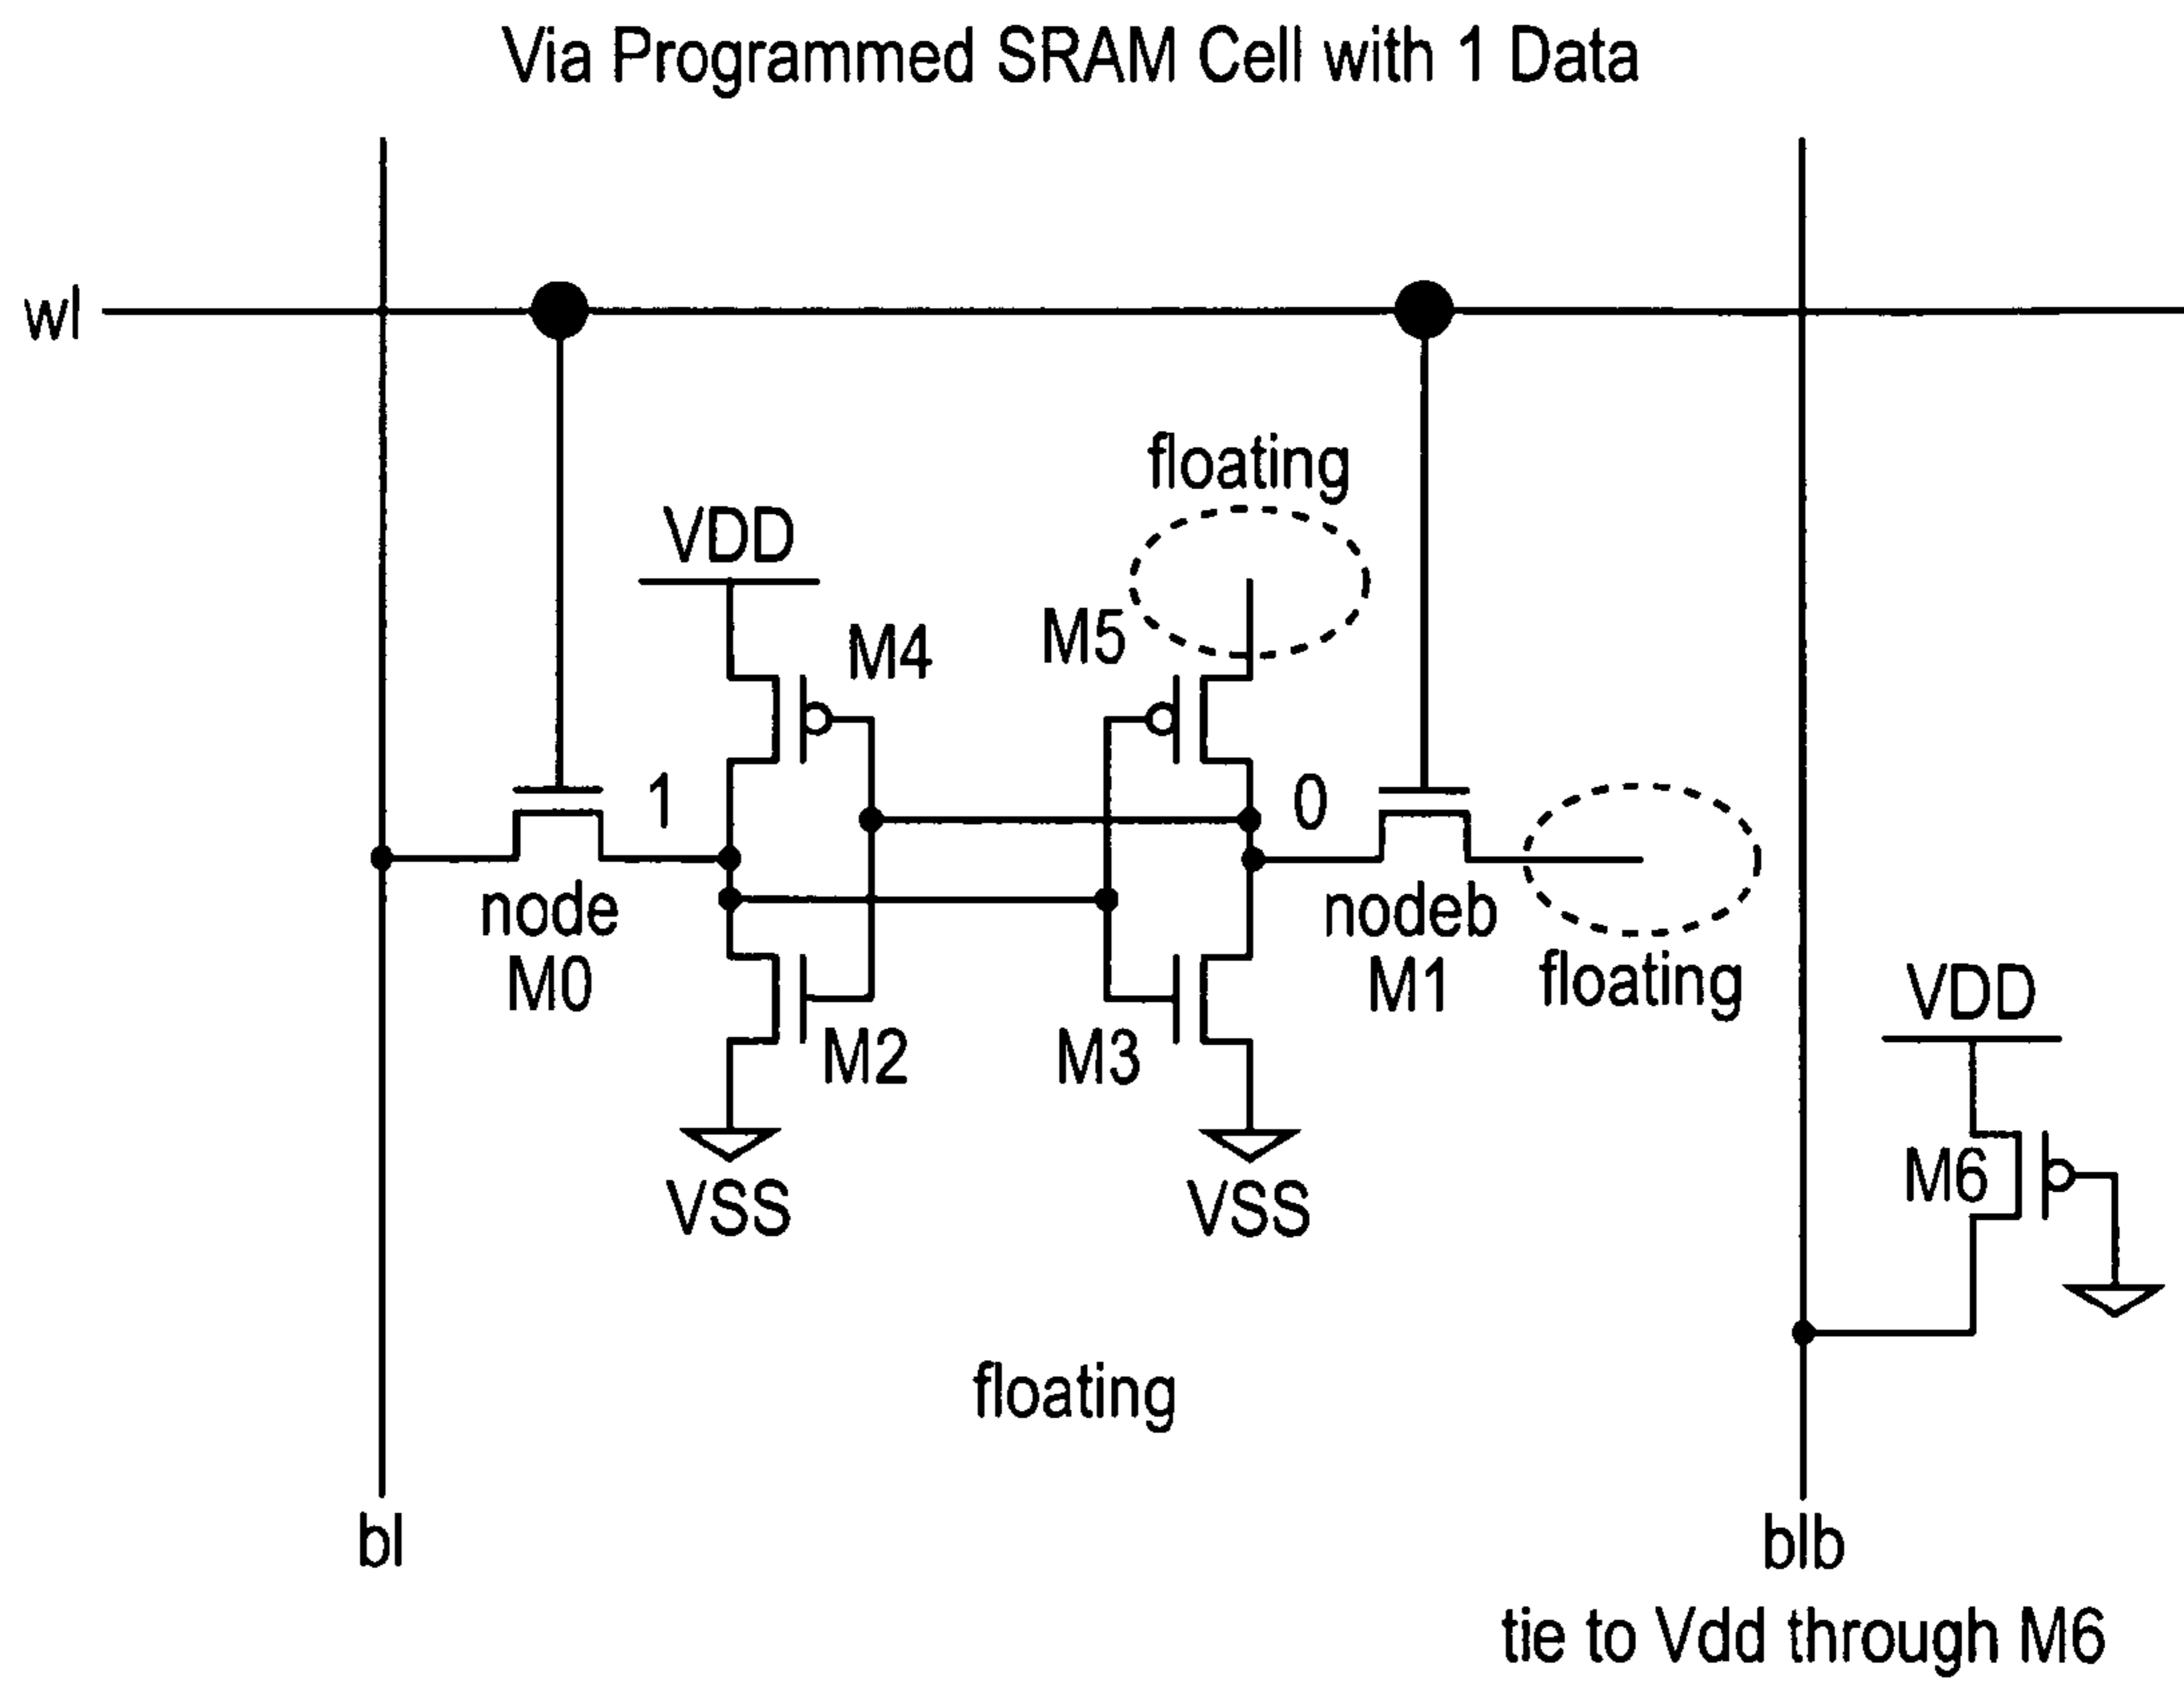 Via Programmed SRAM Cell with 1 Data
wl
floating
VDD
M4
M5
1
0
node
M0
nodeb
M1
floating
VDD
M2
M3
M6
VSS
VSS
floating
bl
blb
tie to Vdd through M6